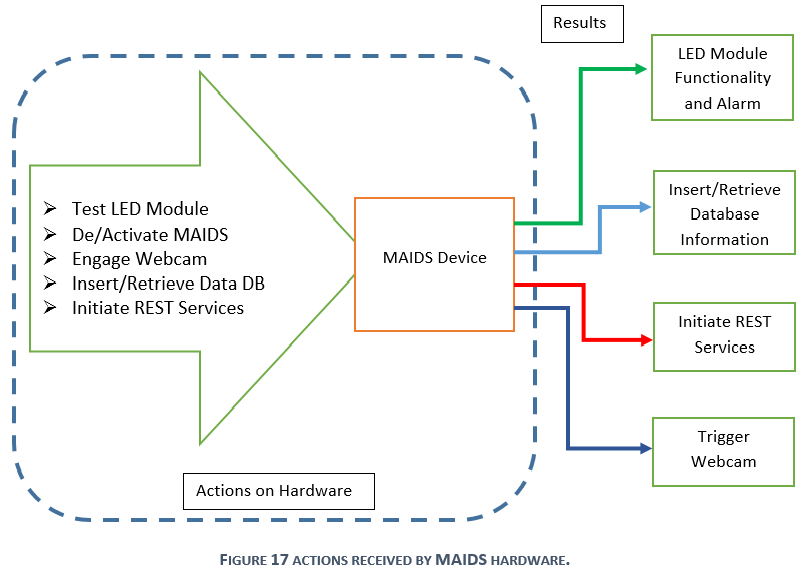 Results
LED Module
Functionality
and Alarm
➢ Test LED Module
➢ De/Activate MAIDS
➢ Engage Webcam
➢ Insert/Retrieve Data DB
➢ Initiate REST Services
MAIDS Device
Insert/Retrieve
Database
Information
Initiate REST
Services
Trigger
Webcam
Actions on Hardware
FIGURE 17 ACTIONS RECEIVED BY MAIDS HARDWARE.